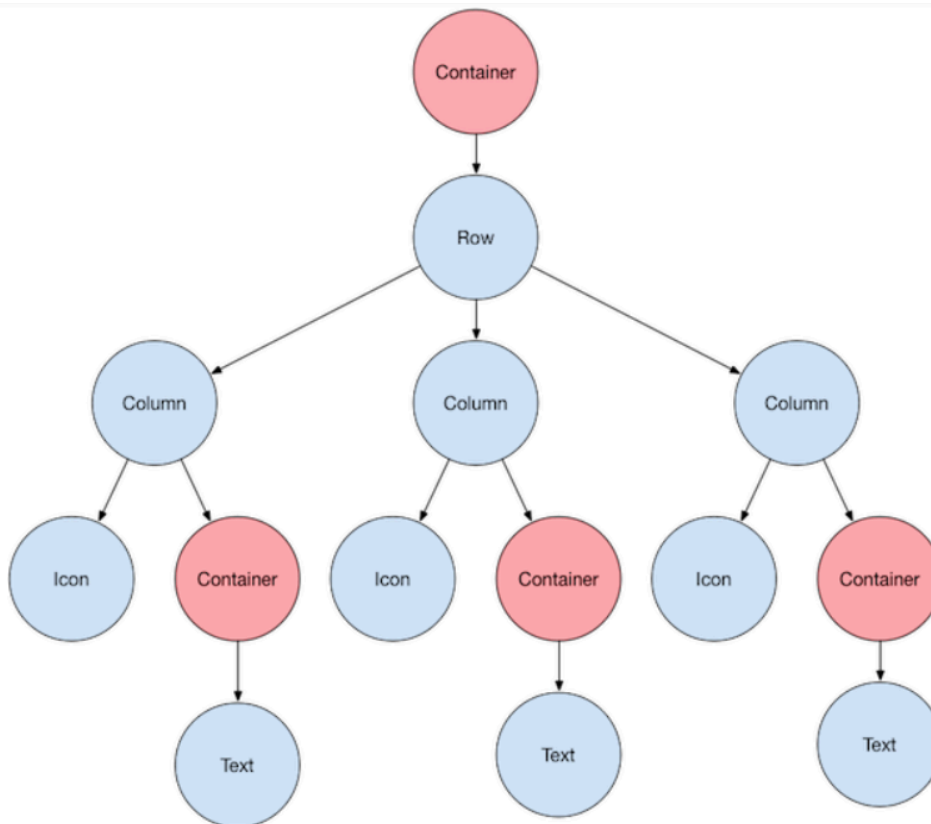 Container
Row
Column
Column
Column
Icon
Container
Icon
Container
Icon
Container
Text
Text
Text